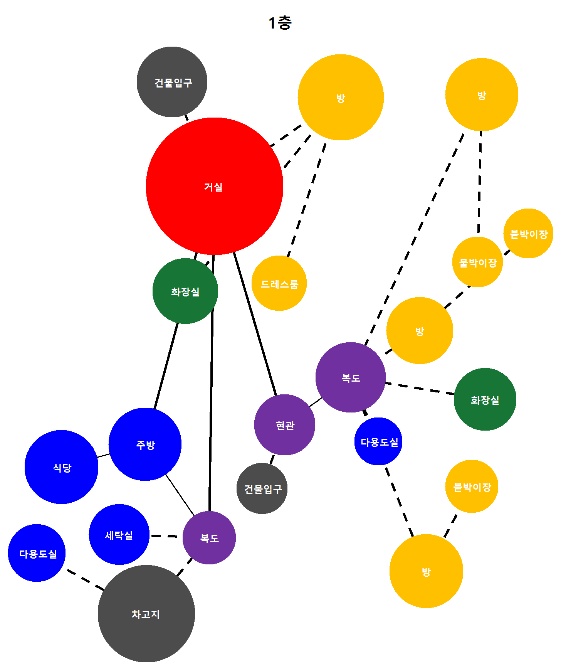 1층
건물입구
방
방
거실
붙박이장
붙박이장
화장실
드레스룸
방
복도
화장실
현관
다용도실
주방
식당
붙박이장
건물입구
세탁실
복도
다용도실
방
차고지